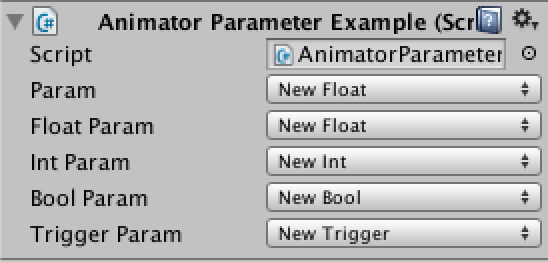 Animator Parameter Example (Scr
Script AnimatorParameter
Param New Float
Float Param New Float
Int Param New Int
Bool Param New Bool
Trigger Param New Trigger